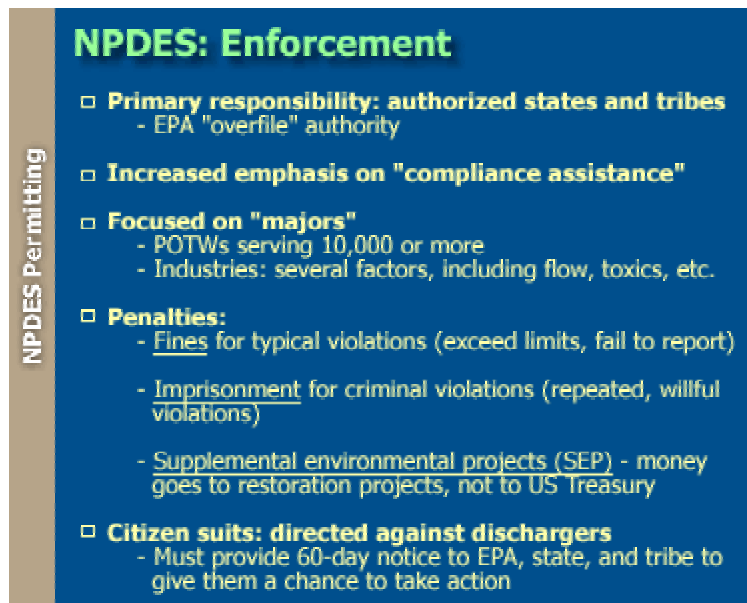 NPDES: Enforcement
Primary responsibility: authorized states and tribes
- EPA "overfile" authority
Increased emphasis on "compliance assistance"
Focused on "majors"
- POTWs serving 10,000 or more
- Industries: several factors, including flow, toxics, etc.
Penalties:
- Fines for typical violations (exceed limits, fail to report)
- Imprisonment for criminal violations (repeated, willful
violations)
- Supplemental environmental projects (SEP) - money
goes to restoration projects, not to US Treasury
Citizen suits: directed against dischargers
- Must provide 60-day notice to EPA, state, and tribe to
give them a chance to take action
NPDES Permitting